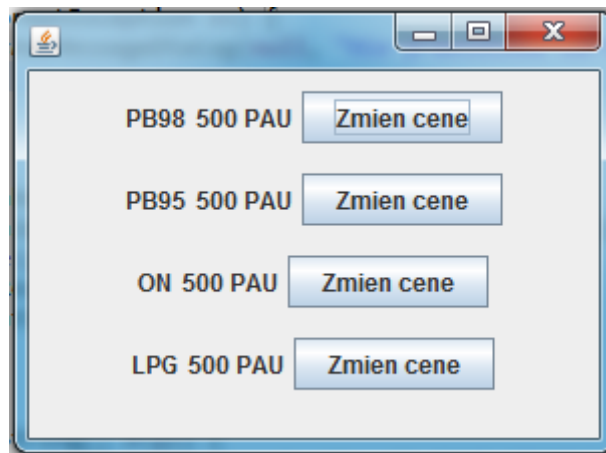 PB98 500 PAU Zmien cene
PB95 500 PAU Zmien cene
ON 500 PAU Zmien cene
LPG 500 PAU Zmien cene